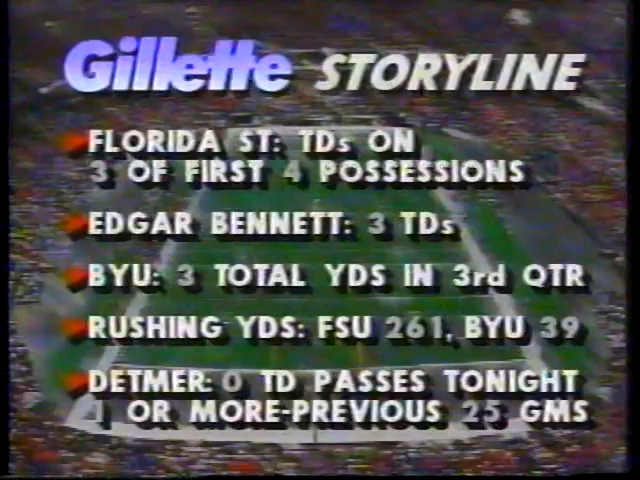 Gillette STORYLINE
FLORIDA ST: TDs ON
3 OF FIRST 4 POSSESSIONS
EDGAR BENNETT: 3 TDs
BYU: 3 TOTAL YDS IN 3rd QTR
RUSHING YDS: FSU 261, BYU 39
DETMER: 0 TD PASSES TONIGHT
1 OR MORE-PREVIOUS 25 GMS